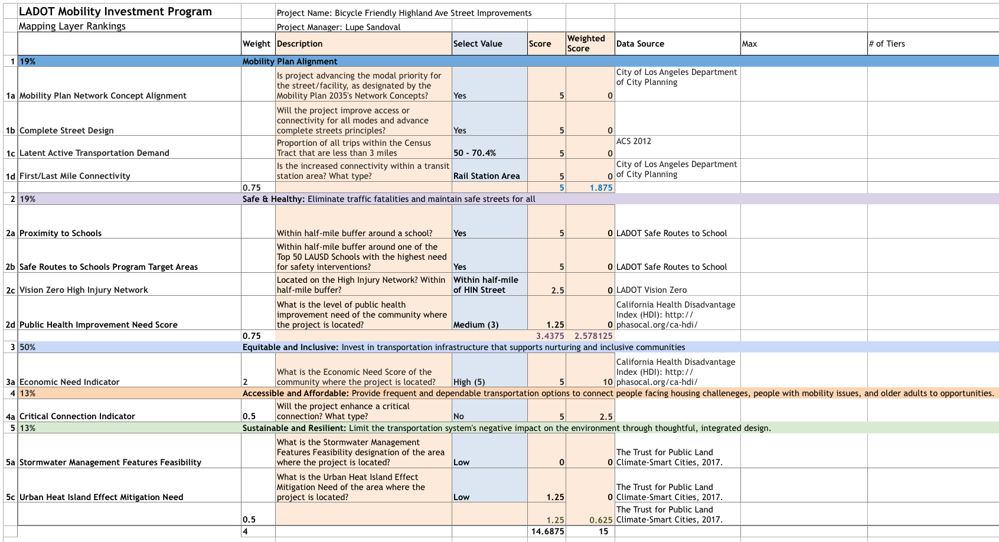 LADOT Mobility Investment Program
Project Name: Bicycle Friendly Highland Ave Street Improvements
Mapping Layer Rankings
Project Manager: Lupe Sandoval
Weight Description Select Value Score Weighted Score Data Source Max # of Tiers
1 19% Mobility Plan Alignment
1a Mobility Plan Network Concept Alignment
Is project advancing the modal priority for
the street/facility, as designated by the
Mobility Plan 2035's Network Concepts?
Yes 5 0
City of Los Angeles Department
of City Planning
1b Complete Street Design
Will the project improve access or
connectivity for all modes and advance
complete streets principles?
Yes 5 0
1c Latent Active Transportation Demand
Proportion of all trips within the Census
Tract that are less than 3 miles
50 - 70.4% 5 0
ACS 2012
1d First/Last Mile Connectivity
Is the increased connectivity within a transit
station area? What type?
Rail Station Area 5 0
City of Los Angeles Department
of City Planning
0.75 5 1.875
2 19% Safe & Healthy: Eliminate traffic fatalities and maintain safe streets for all
2a Proximity to Schools
Within half-mile buffer around a school?
Yes 5 0
LADOT Safe Routes to School
2b Safe Routes to Schools Program Target Areas
Within half-mile buffer around one of the
Top 50 LAUSD Schools with the highest need
for safety interventions?
Yes 5 0
LADOT Safe Routes to School
2c Vision Zero High Injury Network
Located on the High Injury Network? Within
half-mile buffer?
Within half-mile
of HIN Street
2.5 0
LADOT Vision Zero
2d Public Health Improvement Need Score
What is the level of public health
improvement need of the community where
the project is located?
Medium (3) 1.25 0
California Health Disadvantage
Index (HDI): http://
phasocal.org/ca-hdi/
0.75 3.4375 2.578125
3 50% Equitable and Inclusive: Invest in transportation infrastructure that supports nurturing and inclusive communities
3a Economic Need Indicator 2
What is the Economic Need Score of the
community where the project is located?
High (5) 5 10
California Health Disadvantage
Index (HDI): http://
phasocal.org/ca-hdi/
4 13% Accessible and Affordable: Provide frequent and dependable transportation options to connect people facing housing challeneges, people with mobility issues, and older adults to opportunities.
4a Critical Connection Indicator 0.5
Will the project enhance a critical
connection? What type?
No 5 2.5
5 13% Sustainable and Resilient: Limit the transportation system's negative impact on the environment through thoughtful, integrated design.
5a Stormwater Management Features Feasibility
What is the Stormwater Management
Features Feasibility designation of the area
where the project is located?
Low 0 0
The Trust for Public Land
Climate-Smart Cities, 2017.
5c Urban Heat Island Effect Mitigation Need
What is the Urban Heat Island Effect
Mitigation Need of the area where the
project is located?
Low 1.25 0
The Trust for Public Land
Climate-Smart Cities, 2017.
0.5 1.25 0.625
The Trust for Public Land
Climate-Smart Cities, 2017.
4 14.6875 15